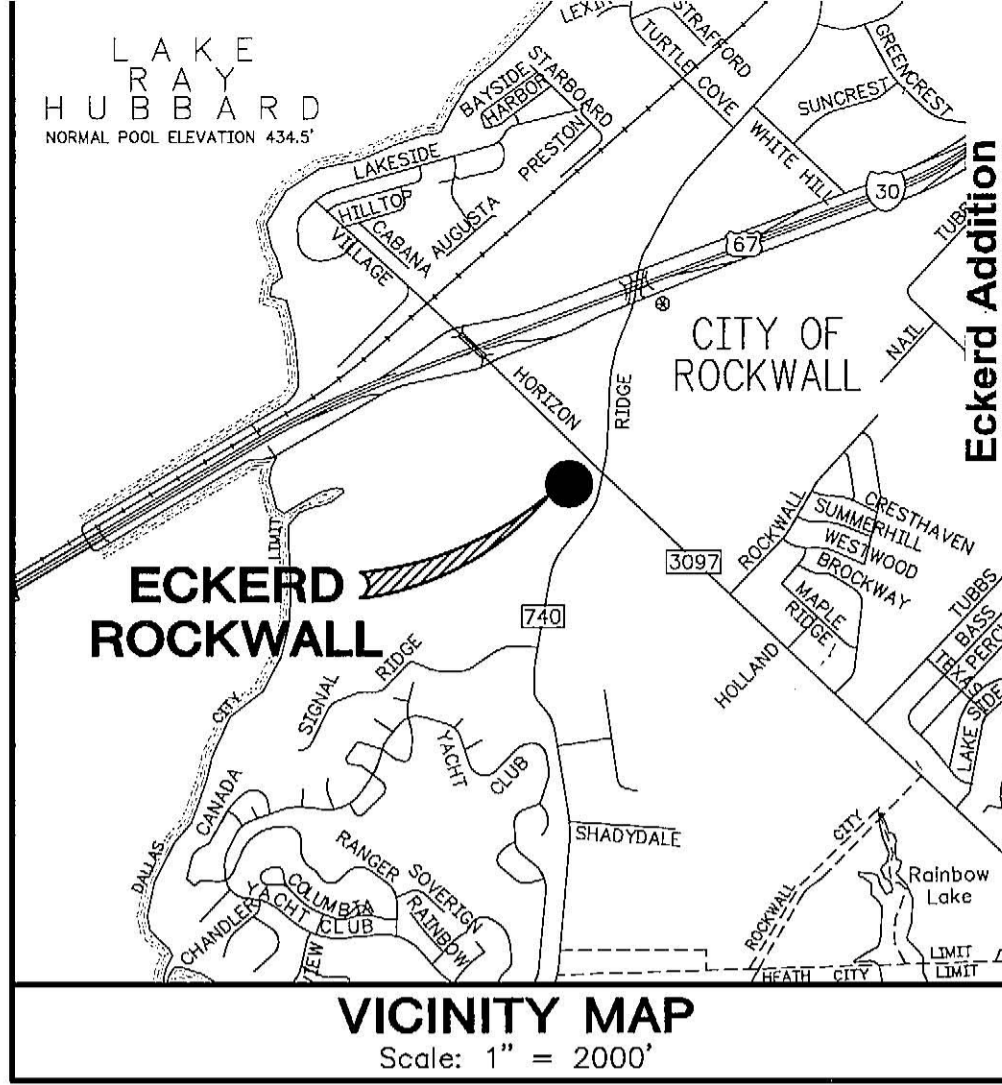 LAKE
RAY
HUBBARD
NORMAL POOL ELEVATION 434.5'
STRAFFORD
TURTLE COVE
GREENCREST
SUNCREST
WHITE HILL
STARBOARD
BAYSIDE
HARBOR
PRESTON
LAKESIDE
HILLTOP
CABANA
AUGUSTA
VILLAGE
30
67
TUBBS
Eckerd Addition
CITY OF
ROCKWALL
NAIL
HORIZON
RIDGE
ECKERD
ROCKWALL
LIMIT
CITY
DALLAS
3097
740
ROCKWALL
CRESTHAVEN
SUMMERHILL
WESTWOOD
BROCKWAY
MAPLE
RIDGE
HOLLAND
TUBBS
BASS
TEXAS
LAKE SIDE
SIGNAL RIDGE
YACHT CLUB
CANADA
RANGER
SOVERIGN
RAINBOW
COLUMBIA
YACHT CLUB
CHANDLER
SHADYDALE
ROCKWALL CITY
Rainbow
Lake
LIMIT
HEATH CITY LIMIT
VICINITY MAP
Scale: 1" = 2000'